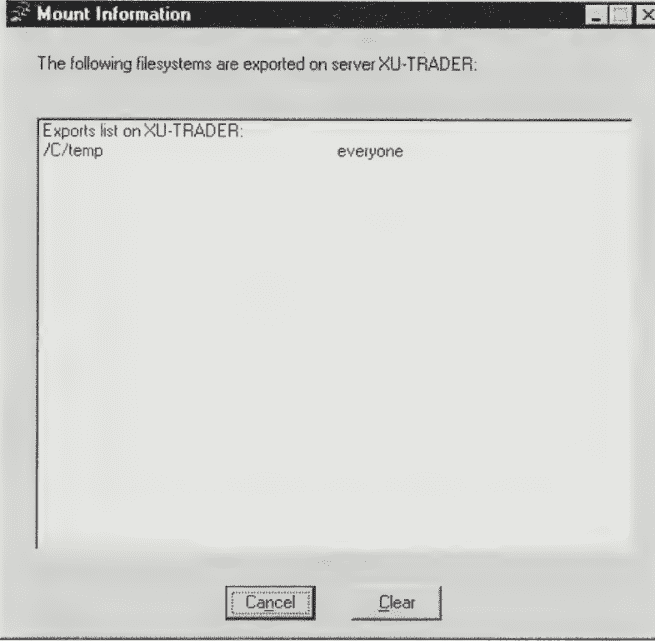 Mount Information
The following filesystems are exported on server XU-TRADER:
Exports list on XU-TRADER:
/C/temp everyone
Cancel Clear